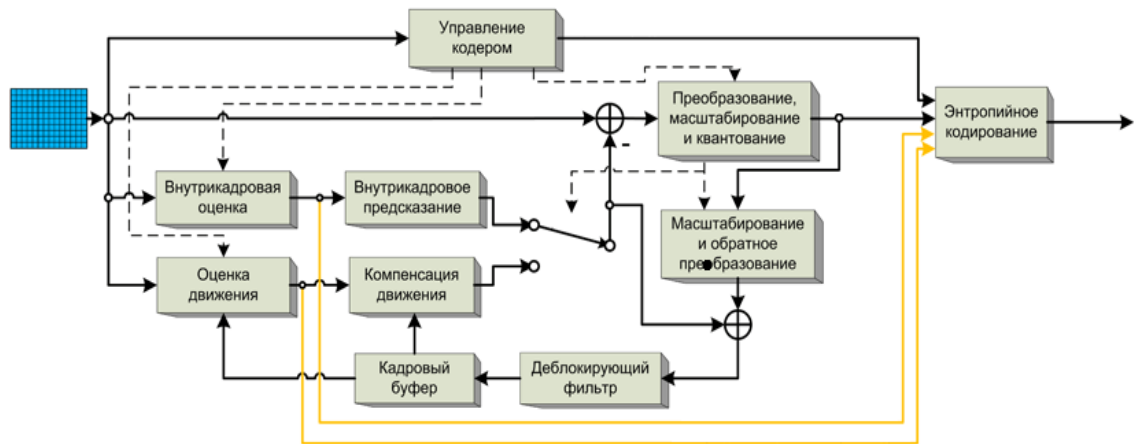 Управление
кодером
Преобразование,
масштабирование
и квантование
Энтропийное
кодирование
-
Внутрикадровая
оценка
Внутрикадровое
предсказание
Масштабирование
и обратное
преобразование
Оценка
движения
Компенсация
движения
Кадровый
буфер
Деблокирующий
фильтр